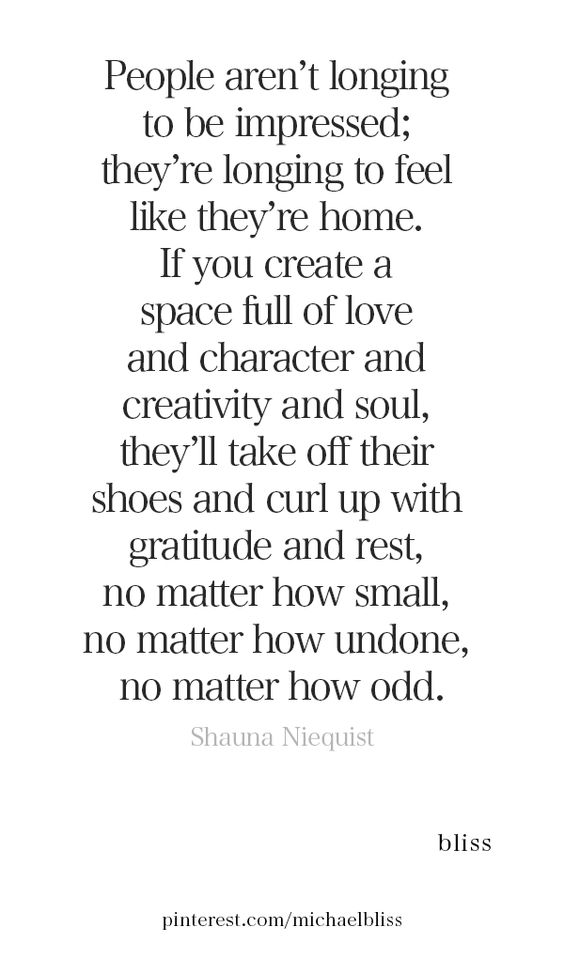 People aren’t longing
to be impressed;
they’re longing to feel
like they’re home.
If you create a
space full of love
and character and
creativity and soul,
they’ll take off their
shoes and curl up with
gratitude and rest,
no matter how small,
no matter how undone,
no matter how odd.
Shauna Niequist
bliss
pinterest.com/michaelbliss